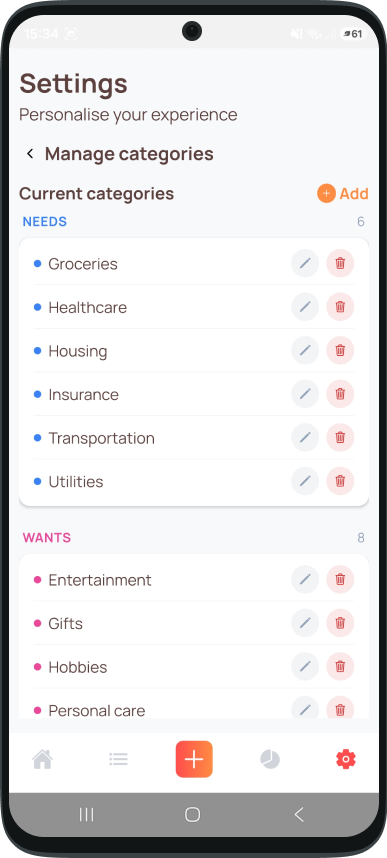 15:34
61
Settings
Personalise your experience
Manage categories
Current categories
Add
NEEDS 6
Groceries
Healthcare
Housing
Insurance
Transportation
Utilities
WANTS 8
Entertainment
Gifts
Hobbies
Personal care